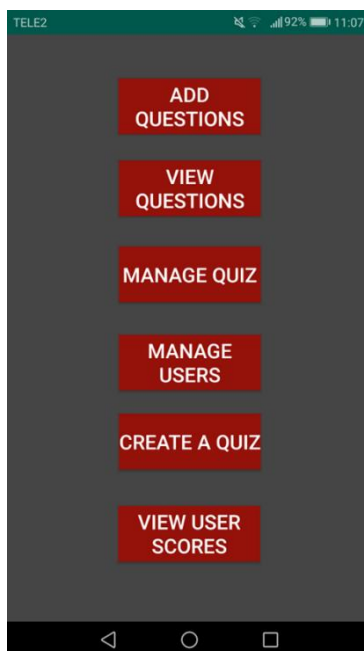 TELE2 92% 11:07
ADD
QUESTIONS
VIEW
QUESTIONS
MANAGE QUIZ
MANAGE
USERS
CREATE A QUIZ
VIEW USER
SCORES